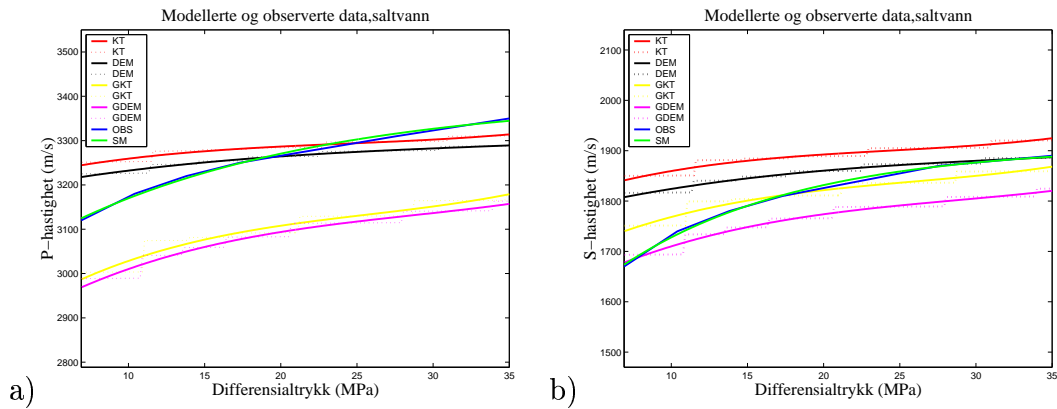 Modellerte og observerte data,saltvann
3500
3400
3300
3200
3100
3000
2900
2800
P-hastighet (m/s)
KT
KT
DEM
DEM
GKT
GKT
GDEM
GDEM
OBS
SM
10
15
20
25
30
35
Differensialtrykk (MPa)
a)
Modellerte og observerte data,saltvann
2100
2000
1900
1800
1700
1600
1500
S-hastighet (m/s)
KT
KT
DEM
DEM
GKT
GKT
GDEM
GDEM
OBS
SM
10
15
20
25
30
35
Differensialtrykk (MPa)
b)